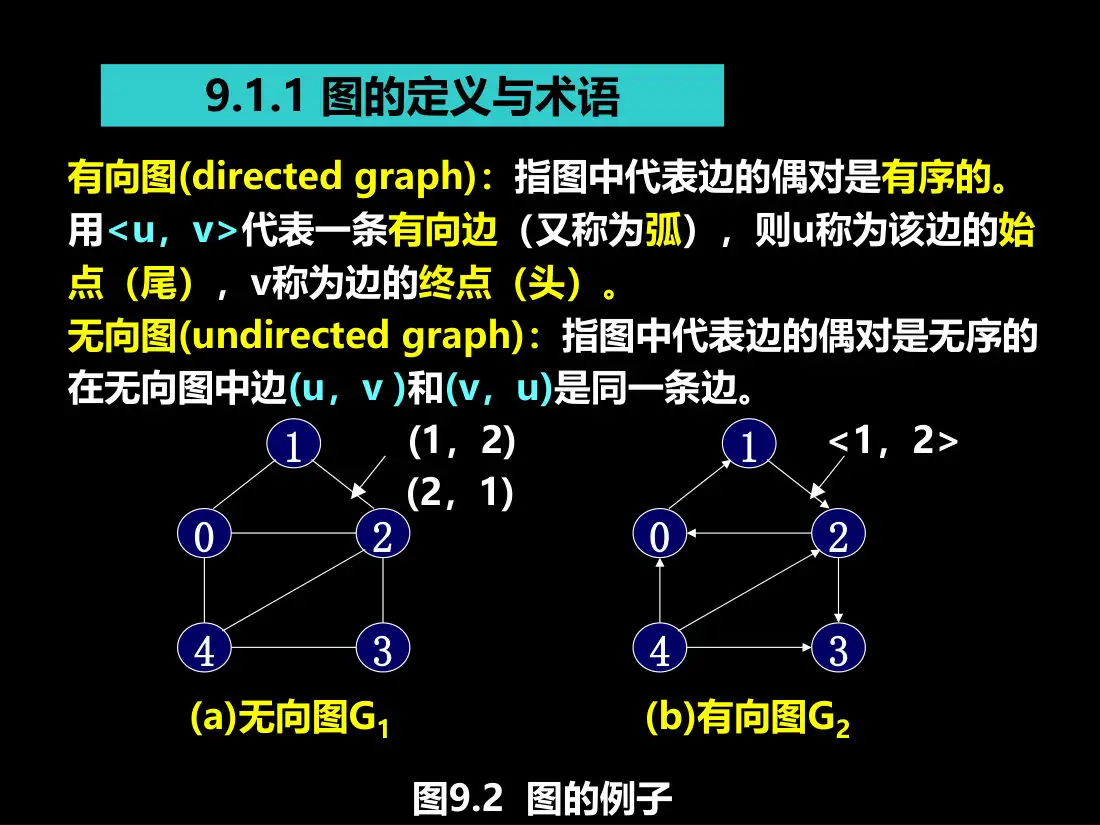 9.1.1 图的定义与术语
有向图(directed graph)：指图中代表边的偶对是有序的。
用<u，v>代表一条有向边（又称为弧），则u称为该边的始
点（尾），v称为边的终点（头）。
无向图(undirected graph)：指图中代表边的偶对是无序的
在无向图中边(u，v )和(v，u)是同一条边。
1
(1，2)
(2，1)
0
2
4
3
(a)无向图G1
1
<1，2>
0
2
4
3
(b)有向图G2
图9.2 图的例子